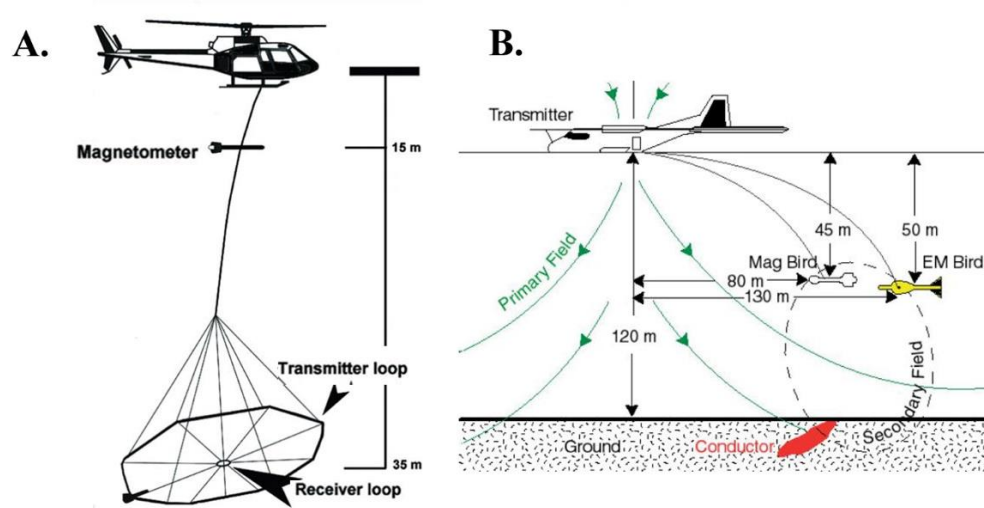 A.
Magnetometer
15 m
Transmitter loop
35 m
Receiver loop
B.
Transmitter
Primary Field
45 m
50 m
Mag Bird
EM Bird
80 m
130 m
120 m
Secondary Field
Ground
Conductor